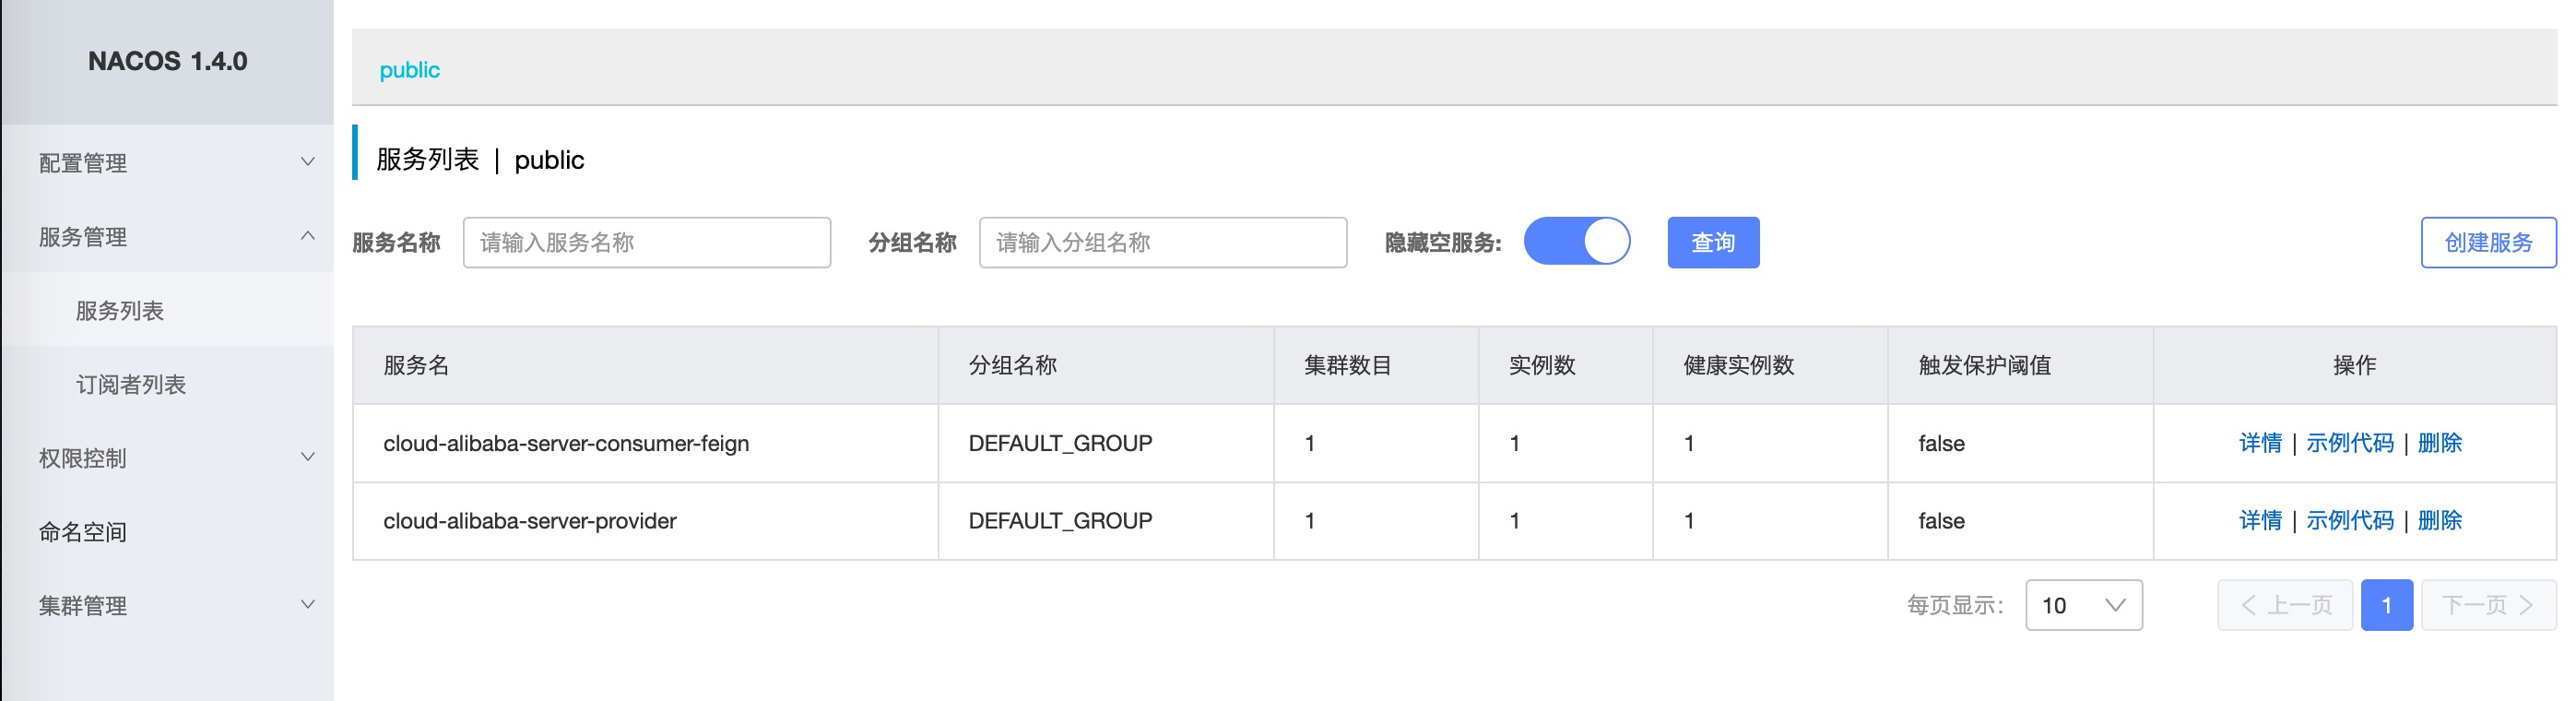 NACOS 1.4.0
配置管理
服务管理
服务列表
订阅者列表
权限控制
命名空间
集群管理
public
服务列表 | public
服务名称 请输入服务名称 分组名称 请输入分组名称 隐藏空服务: 查询 创建服务
服务名 分组名称 集群数目 实例数 健康实例数 触发保护阈值 操作
cloud-alibaba-server-consumer-feign DEFAULT_GROUP 1 1 1 false 详情 | 示例代码 | 删除
cloud-alibaba-server-provider DEFAULT_GROUP 1 1 1 false 详情 | 示例代码 | 删除
每页显示: 10 上一页 1 下一页